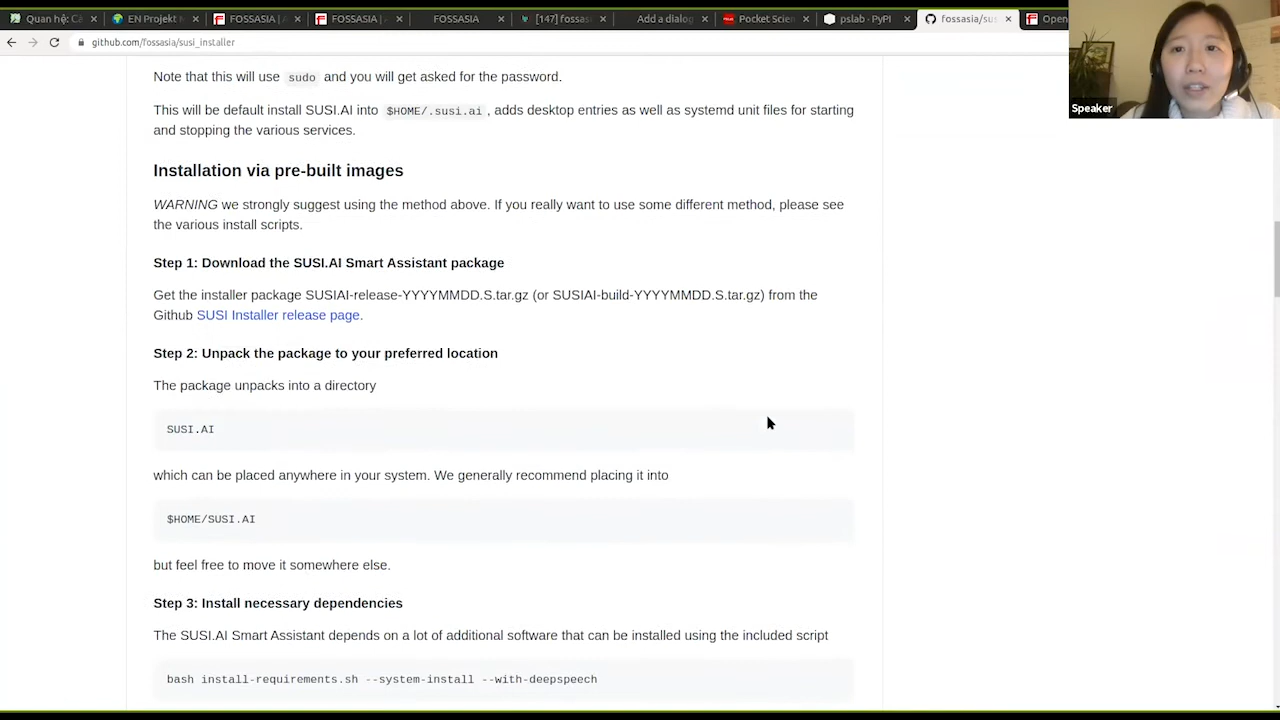 Quan hệ: Cá
EN Projekt M
FOSSASIA | A
FOSSASIA |
FOSSASIA
[147] fossas
Add a dialog
Pocket Scien
pslab - PyPI
fossasia/sus
Open
github.com/fossasia/susi_installer
Speaker
Note that this will use sudo and you will get asked for the password.
This will be default install SUSI.AI into $HOME/.susi.ai, adds desktop entries as well as systemd unit files for starting
and stopping the various services.
Installation via pre-built images
WARNING we strongly suggest using the method above. If you really want to use some different method, please see
the various install scripts.
Step 1: Download the SUSI.AI Smart Assistant package
Get the installer package SUSIAI-release-YYYYMMDD.S.tar.gz (or SUSIAI-build-YYYYMMDD.S.tar.gz) from the
Github SUSI Installer release page.
Step 2: Unpack the package to your preferred location
The package unpacks into a directory
SUSI.AI
which can be placed anywhere in your system. We generally recommend placing it into
$HOME/SUSI.AI
but feel free to move it somewhere else.
Step 3: Install necessary dependencies
The SUSI.AI Smart Assistant depends on a lot of additional software that can be installed using the included script
bash install-requirements.sh --system-install --with-deepspeech